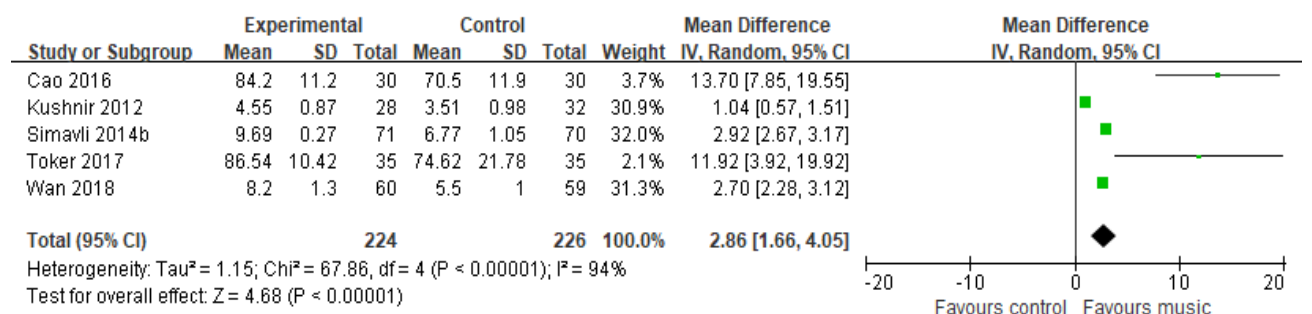 Experimental Control Mean Difference Mean Difference
Study or Subgroup Mean SD Total Mean SD Total Weight IV, Random, 95% CI IV, Random, 95% CI
Cao 2016 84.2 11.2 30 70.5 11.9 30 3.7% 13.70 [7.85, 19.55]
Kushnir 2012 4.55 0.87 28 3.51 0.98 32 30.9% 1.04 [0.57, 1.51]
Simavli 2014b 9.69 0.27 71 6.77 1.05 70 32.0% 2.92 [2.67, 3.17]
Toker 2017 86.54 10.42 35 74.62 21.78 35 2.1% 11.92 [3.92, 19.92]
Wan 2018 8.2 1.3 60 5.5 1 59 31.3% 2.70 [2.28, 3.12]
Total (95% CI) 224 226 100.0% 2.86 [1.66, 4.05]
Heterogeneity: Tau² = 1.15; Chi² = 67.86, df = 4 (P < 0.00001); I² = 94%
Test for overall effect: Z = 4.68 (P < 0.00001)
-20 -10 0 10 20
Favours control Favours music